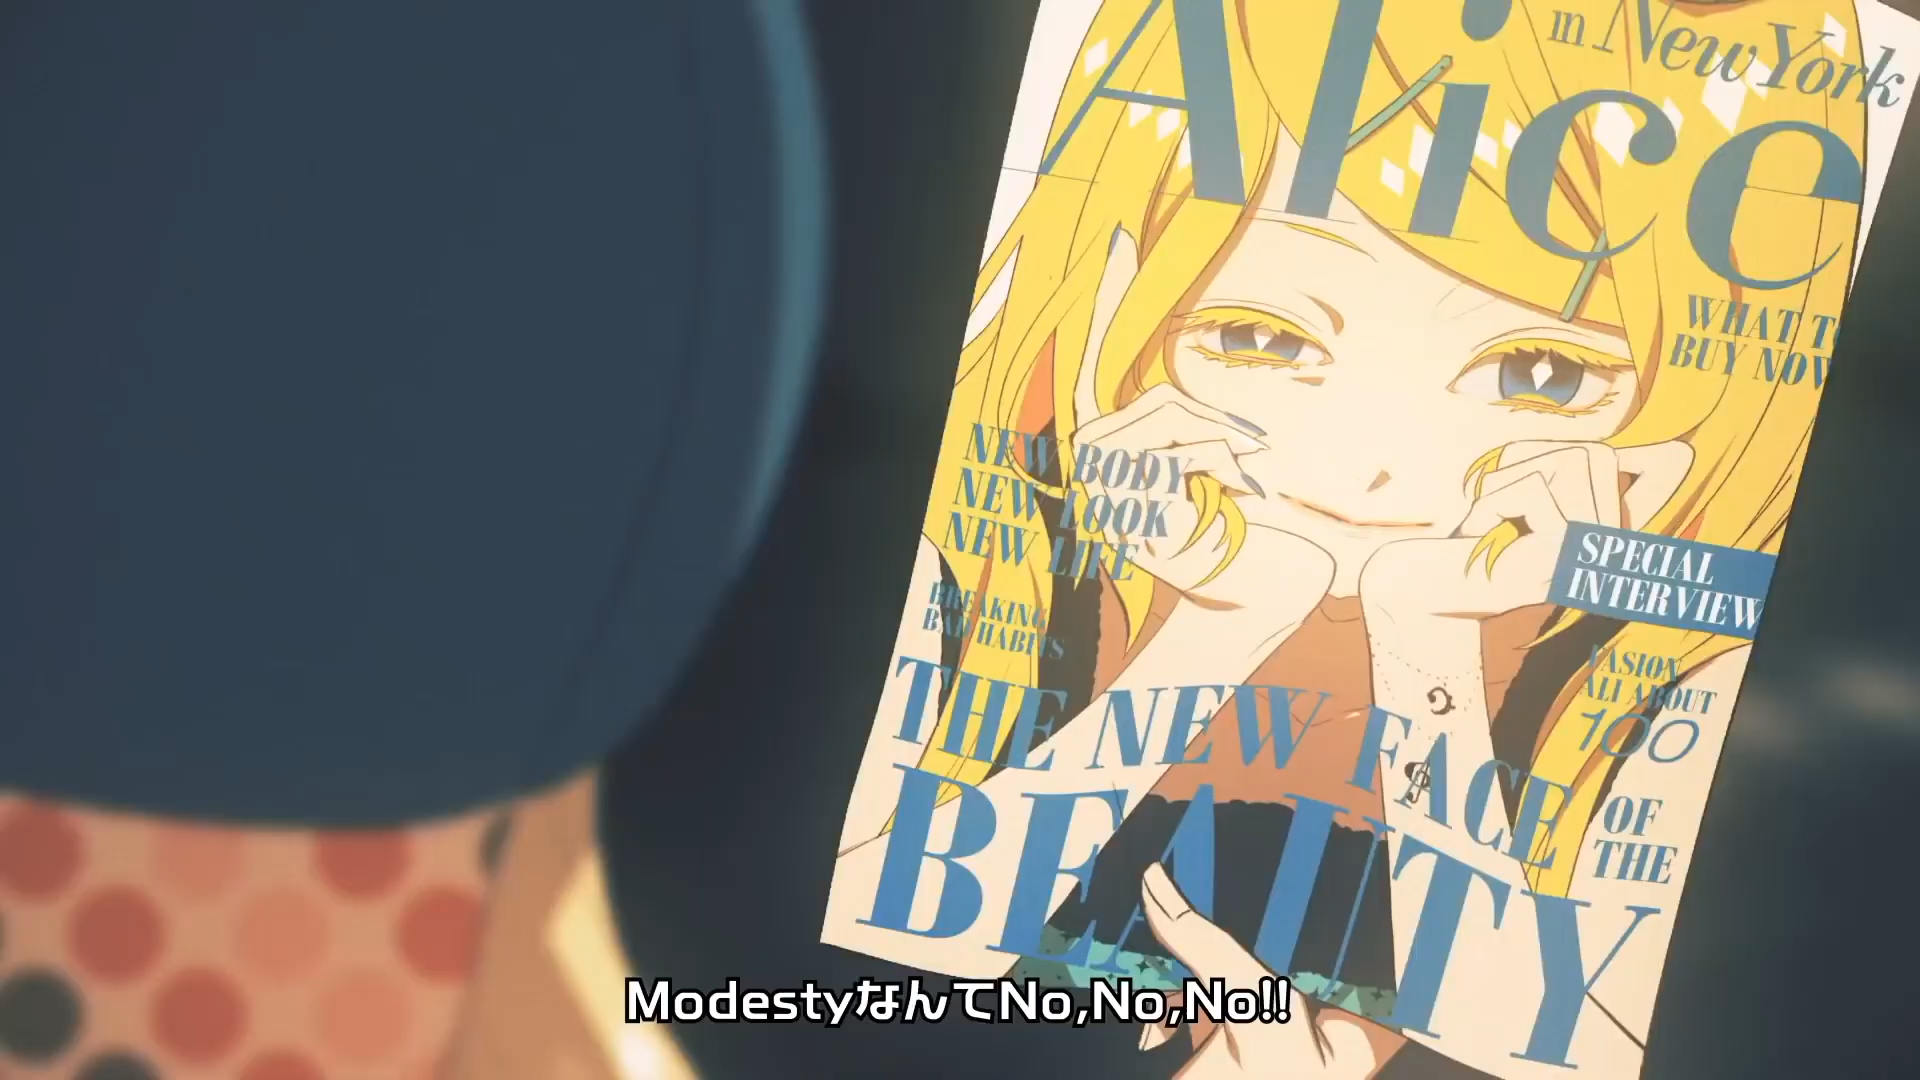 in New York
Alice
WHAT TO
BUY NOW
NEW BODY
NEW LOOK
NEW LIFE
SPECIAL
INTERVIEW
BREAKING
BAD HABITS
FASION
ALL ABOUT
100
THE NEW FACE
OF
THE
BEAUTY
ModestyなんてNo,No,No!!